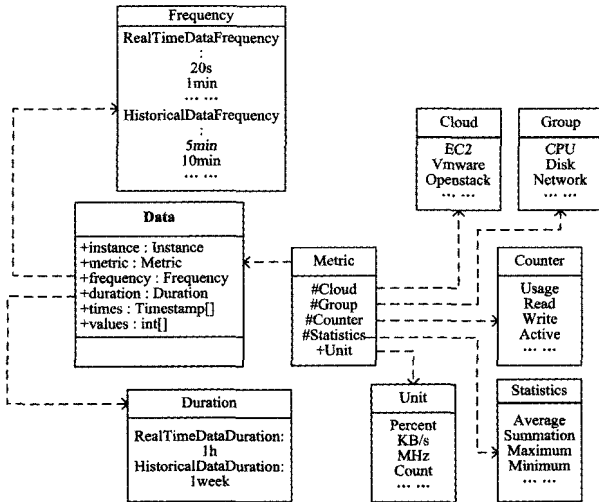 Frequency
RealTimeDataFrequency
:
20s
1min
... ...
HistoricalDataFrequency
:
5min
10min
... ...
Cloud
EC2
Vmware
Openstack
... ...
Group
CPU
Disk
Network
... ...
Data
+instance : Instance
+metric : Metric
+frequency : Frequency
+duration : Duration
+times : Timestamp[]
+values : int[]
Metric
#Cloud
#Group
#Counter
#Statistics
+Unit
Counter
Usage
Read
Write
Active
... ...
Duration
RealTimeDataDuration:
1h
HistoricalDataDuration:
1week
Unit
Percent
KB/s
MHz
Count
... ...
Statistics
Average
Summation
Maximum
Minimum
... ...